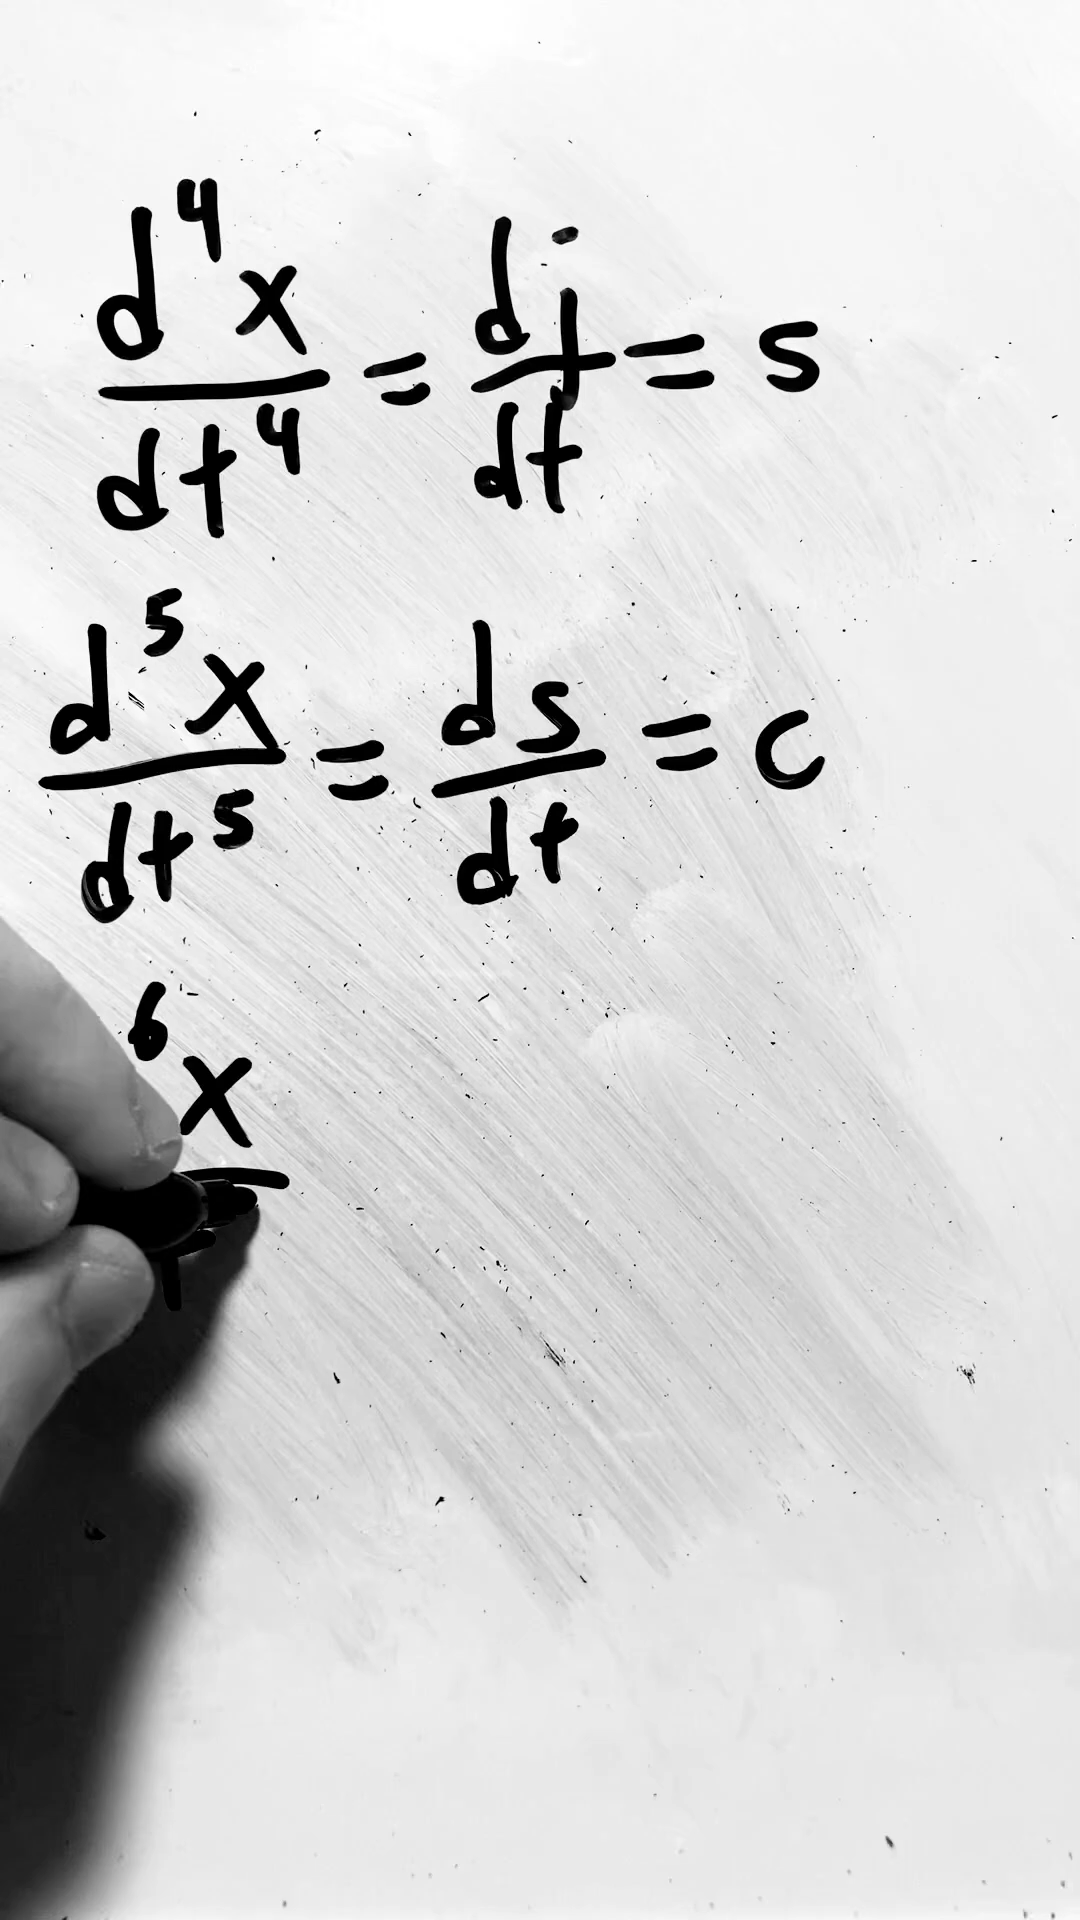 d⁴x/dt⁴ = dj/dt = s
d⁵x/dt⁵ = ds/dt = c
⁶x